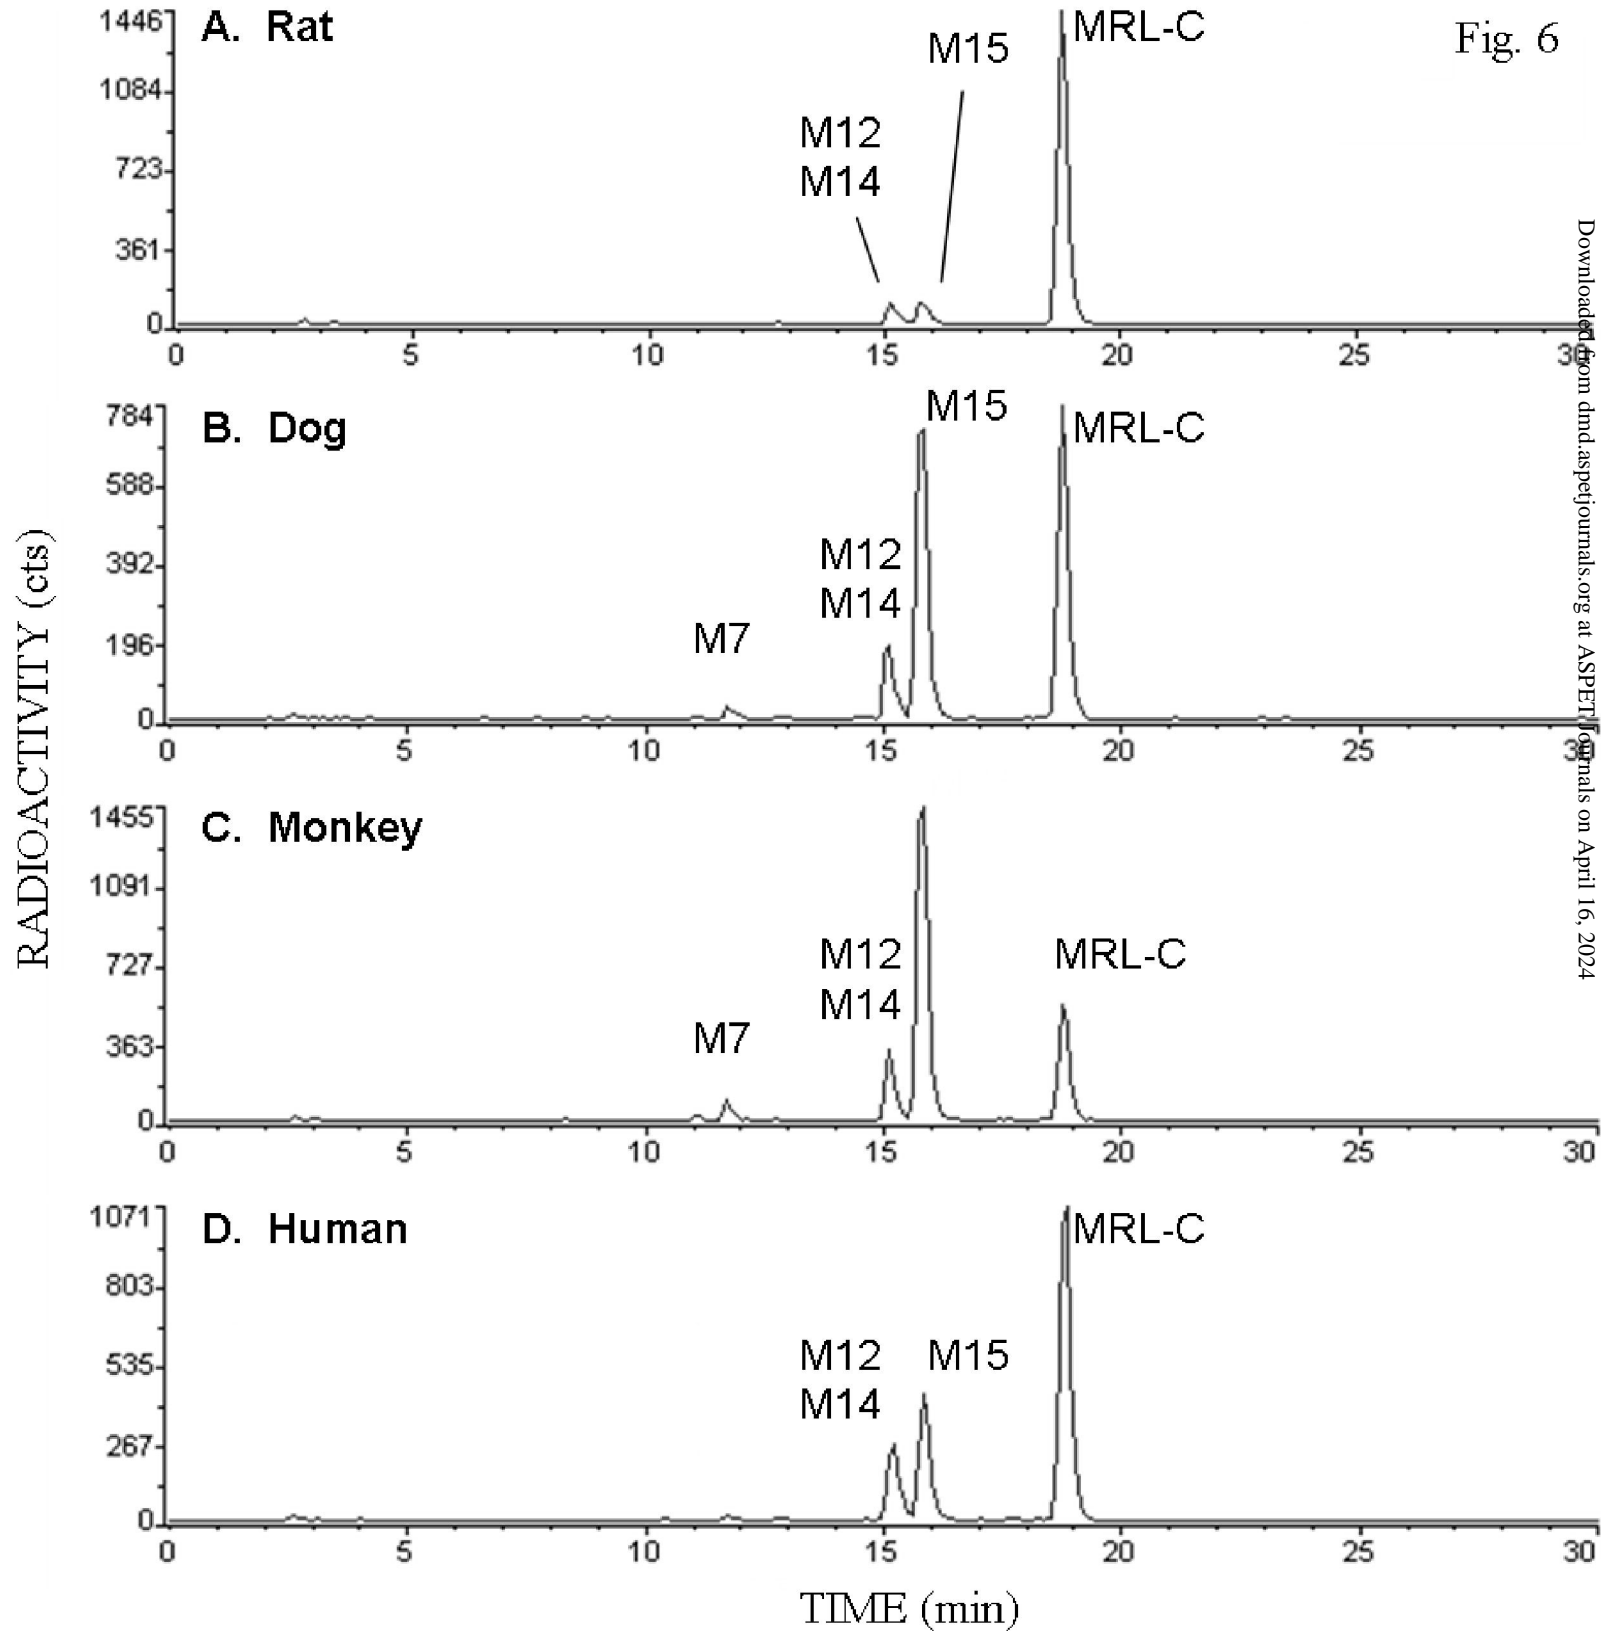 Fig. 6
A. Rat
1446
1084
723
361
0
M12
M14
M15
MRL-C
0 5 10 15 20 25 30
B. Dog
784
588
392
196
0
M7
M12
M14
M15
MRL-C
0 5 10 15 20 25 30
C. Monkey
1455
1091
727
363
0
M7
M12
M14
MRL-C
0 5 10 15 20 25 30
D. Human
1071
803
535
267
0
M12
M14
M15
MRL-C
0 5 10 15 20 25 30
RADIOACTIVITY (cts)
TIME (min)
Downloaded from dmd.aspetjournals.org at ASPET Journals on April 16, 2024